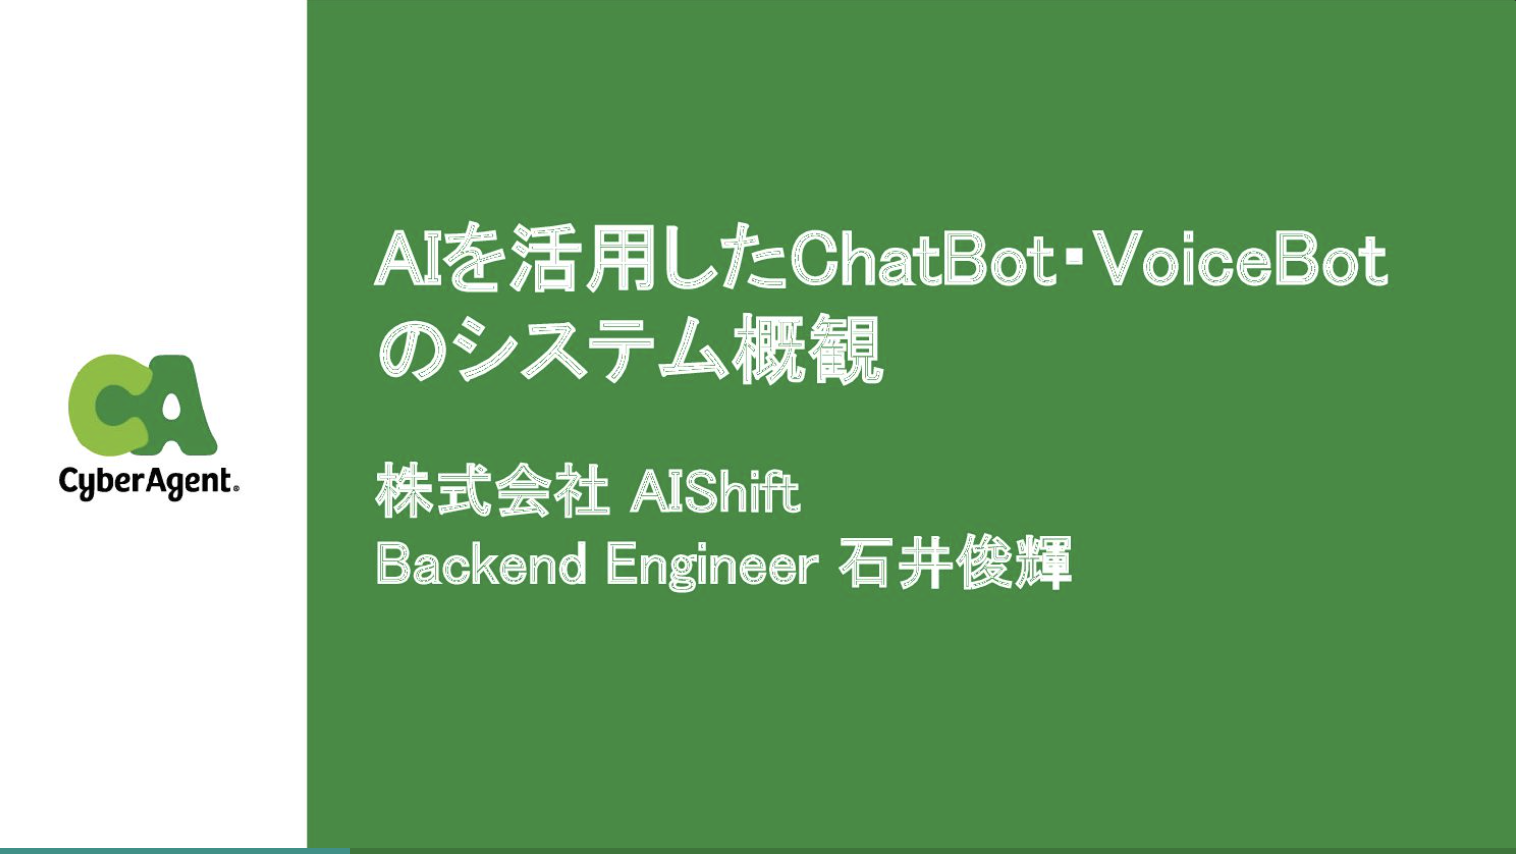 AIを活用したChatBot・VoiceBot
のシステム概観
株式会社 AIShift
Backend Engineer 石井俊輝
CyberAgent.